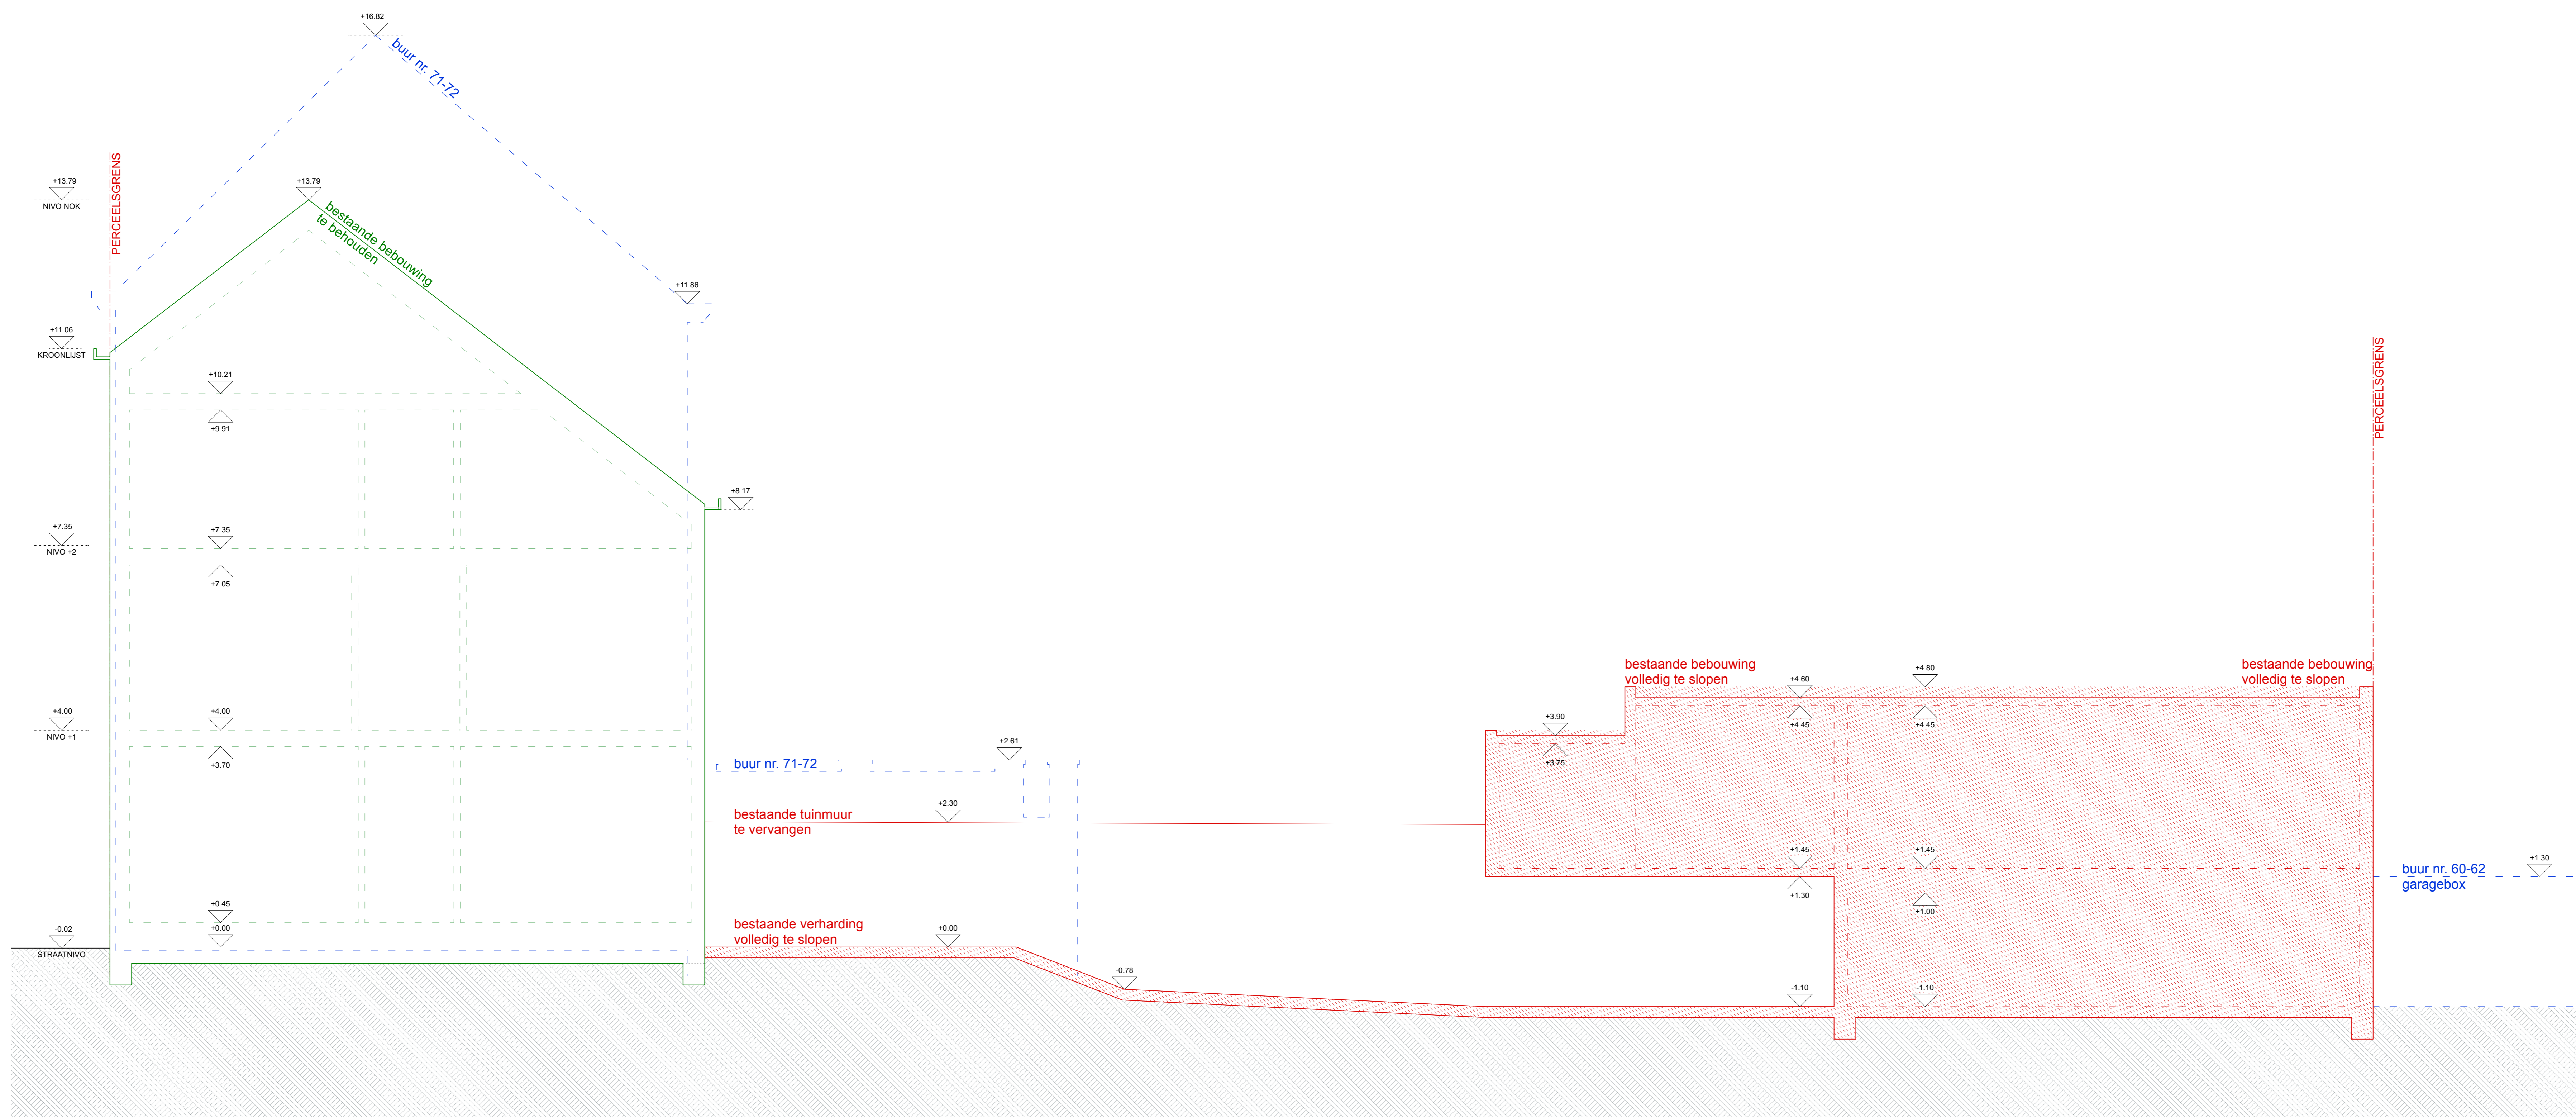 +16.82
buur nr. 71-72
PERCEELSGRENS
+13.79
NIVO NOK
+13.79
bestaande bebouwing
te behouden
+11.86
+11.06
KROONLIJST
PERCEELSGRENS
+10.21
+9.91
+8.17
+7.35
NIVO +2
+7.35
+7.05
bestaande bebouwing
volledig te slopen
+4.60
+4.80
bestaande bebouwing
volledig te slopen
+4.00
NIVO +1
+4.00
+3.90
+4.45
+4.45
+3.70
buur nr. 71-72
+2.61
+3.75
bestaande tuinmuur
te vervangen
+2.30
+1.45
+1.45
+1.30
buur nr. 60-62
garagebox
+1.30
+1.00
+0.45
+0.00
-0.02
STRAATNIVO
bestaande verharding
volledig te slopen
+0.00
-0.78
-1.10
-1.10